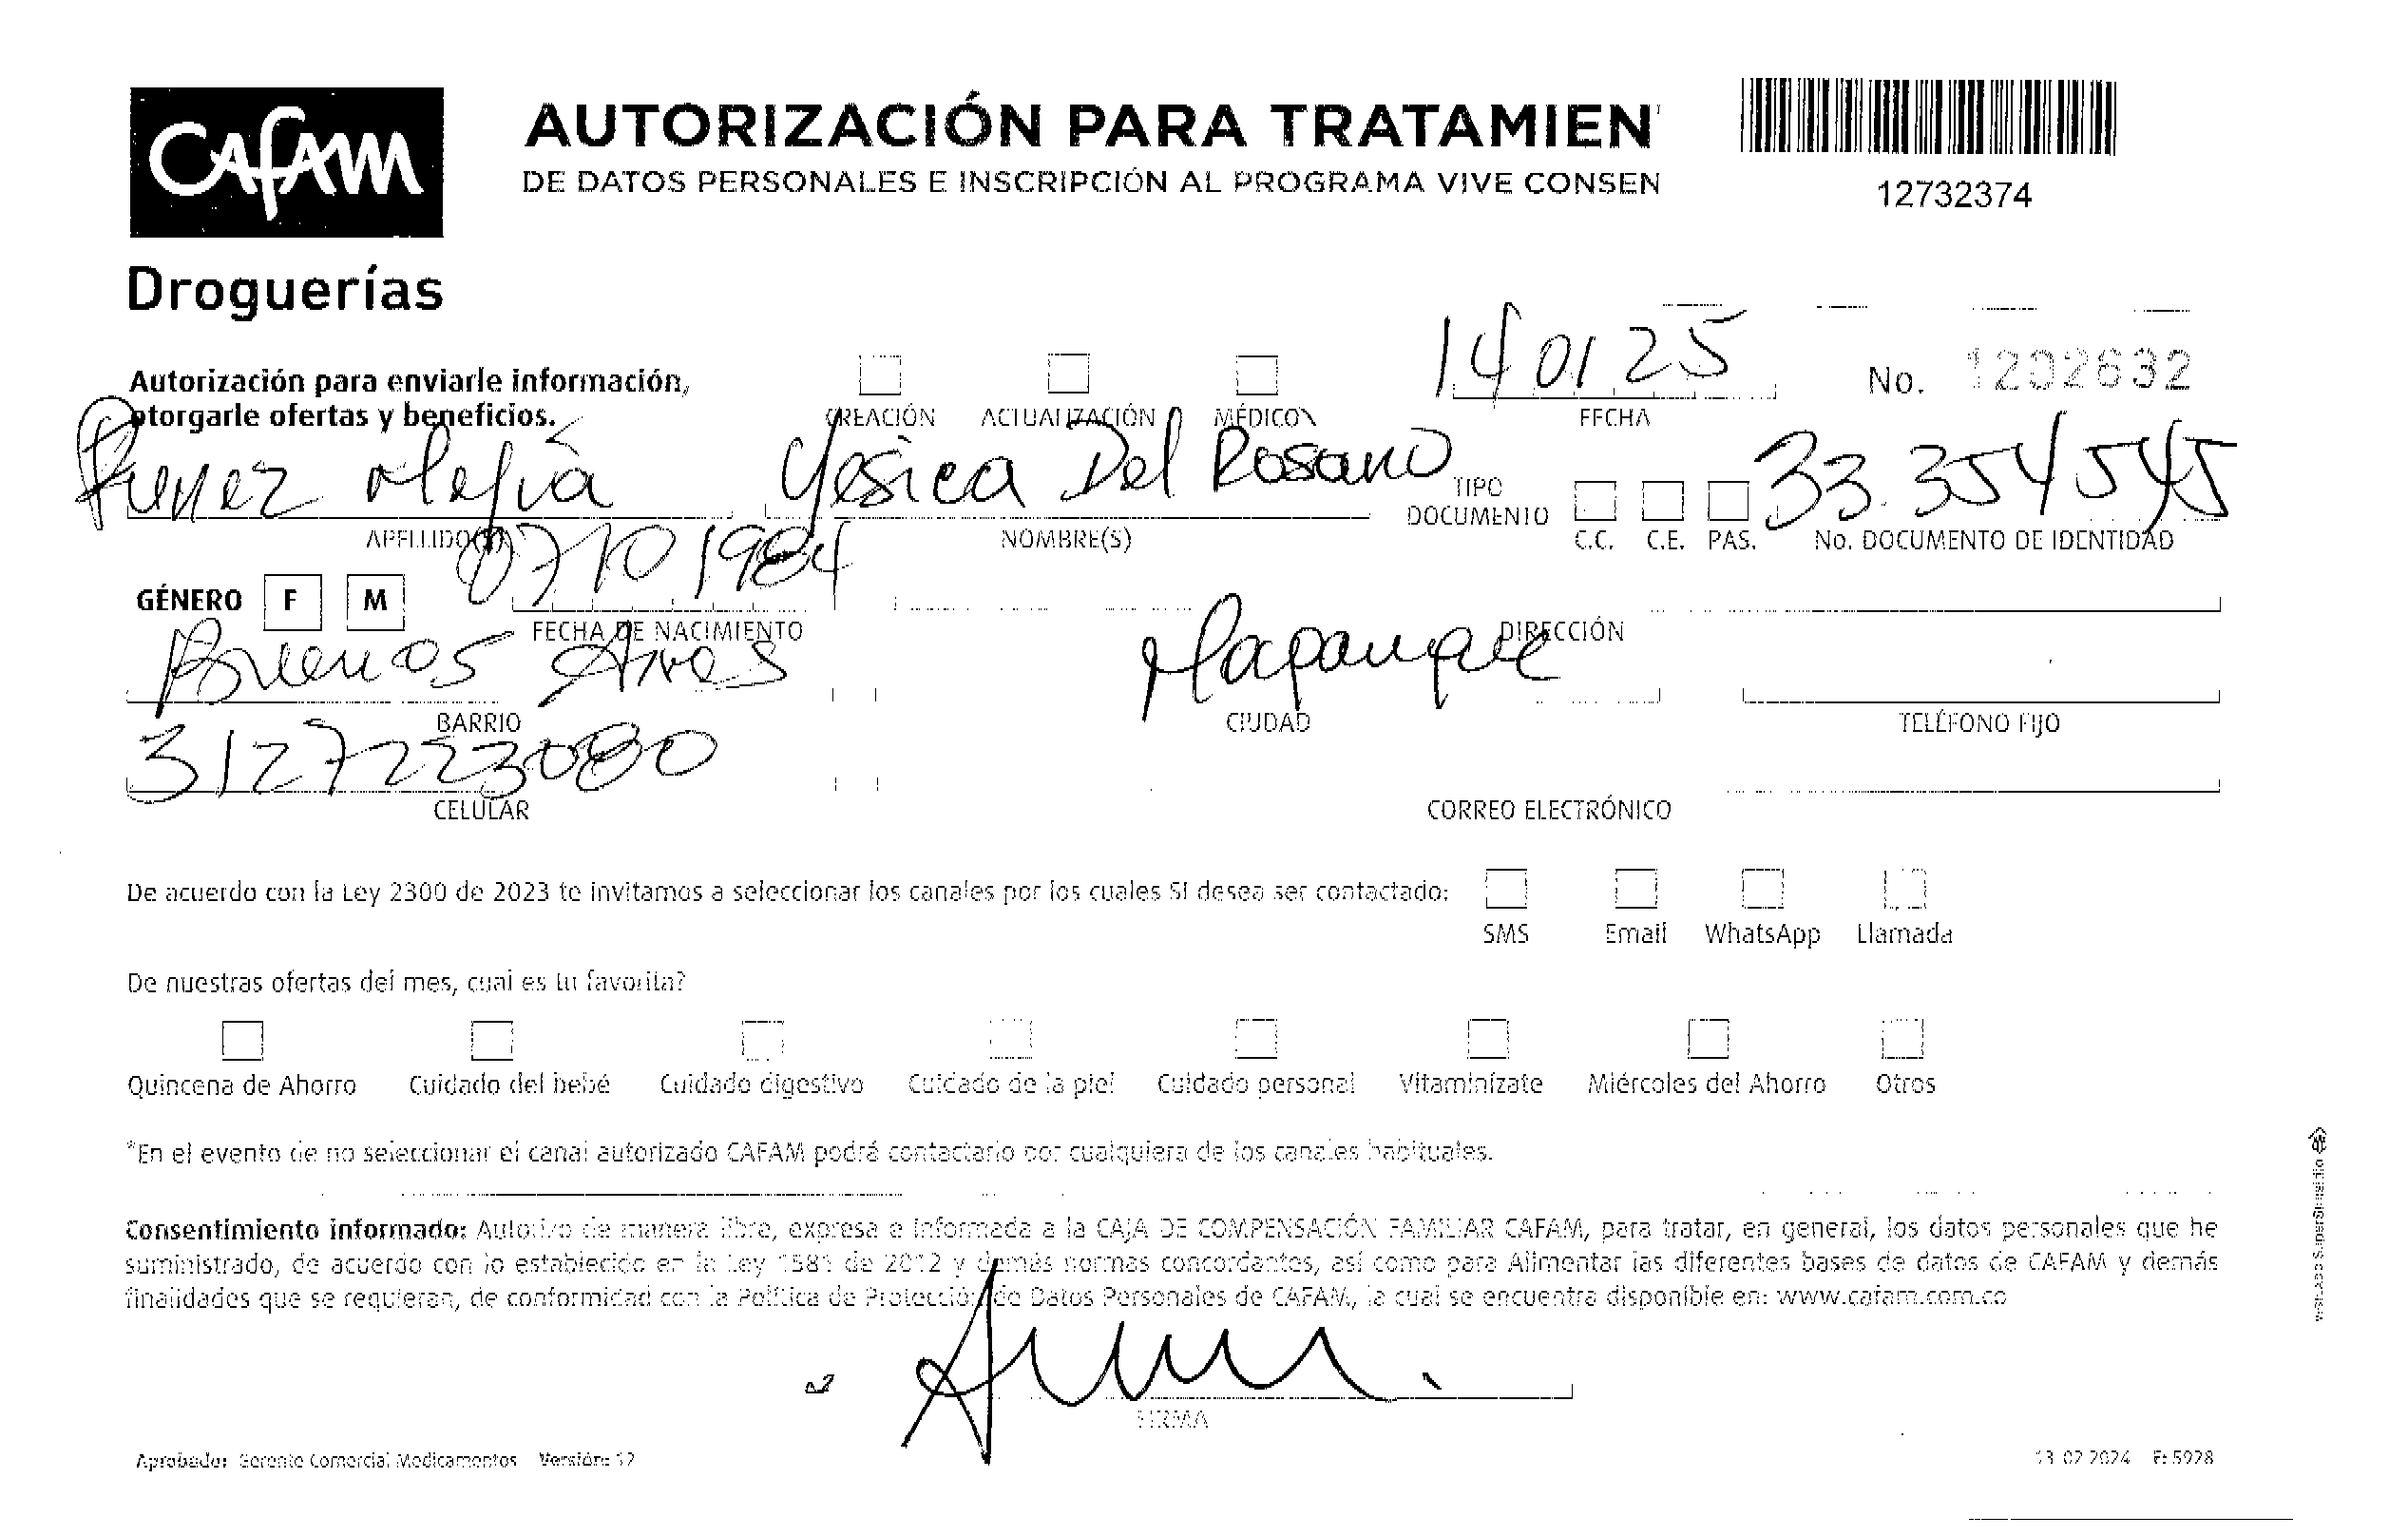 CAFAM
Droguerías
AUTORIZACIÓN PARA TRATAMIEN
DE DATOS PERSONALES E INSCRIPCIÓN AL PROGRAMA VIVE CONSEN
12732374
Autorización para enviarle información,
otorgarle ofertas y beneficios.
CREACIÓN ACTUALIZACIÓN MÉDICO
14 01 25
FECHA
No. 1202632
Mejía Yesica Del Rosario 33.354545
APELLIDO(S) NOMBRE(S) TIPO DOCUMENTO C.C. C.E. PAS. No. DOCUMENTO DE IDENTIDAD
GÉNERO F M 07101984
FECHA DE NACIMIENTO DIRECCIÓN
Buenos Aires
BARRIO CIUDAD TELÉFONO FIJO
3127223080
CELULAR CORREO ELECTRÓNICO
De acuerdo con la Ley 2300 de 2023 te invitamos a seleccionar los canales por los cuales SI desea ser contactado:
SMS Email WhatsApp Llamada
De nuestras ofertas del mes, cual es tu favorita?
Quincena de Ahorro Cuidado del bebé Cuidado digestivo Cuidado de la piel Cuidado personal Vitamínizate Miércoles del Ahorro Otros
*En el evento de no seleccionar el canal autorizado CAFAM podrá contactarlo por cualquiera de los canales habituales.
Consentimiento informado: Autorizo de manera libre, expresa e informada a la CAJA DE COMPENSACIÓN FAMILIAR CAFAM, para tratar, en general, los datos personales que he
suministrado, de acuerdo con lo establecido en la Ley 1581 de 2012 y demás normas concordantes, así como para Alimentar las diferentes bases de datos de CAFAM y demás
finalidades que se requieran, de conformidad con la Política de Protección de Datos Personales de CAFAM, la cual se encuentra disponible en: www.cafam.com.co
FIRMA
Aprobado: Gerente Comercial Medicamentos Versión: 12
13 02 2024 F: 5928
VIGILADO SuperSubsidio